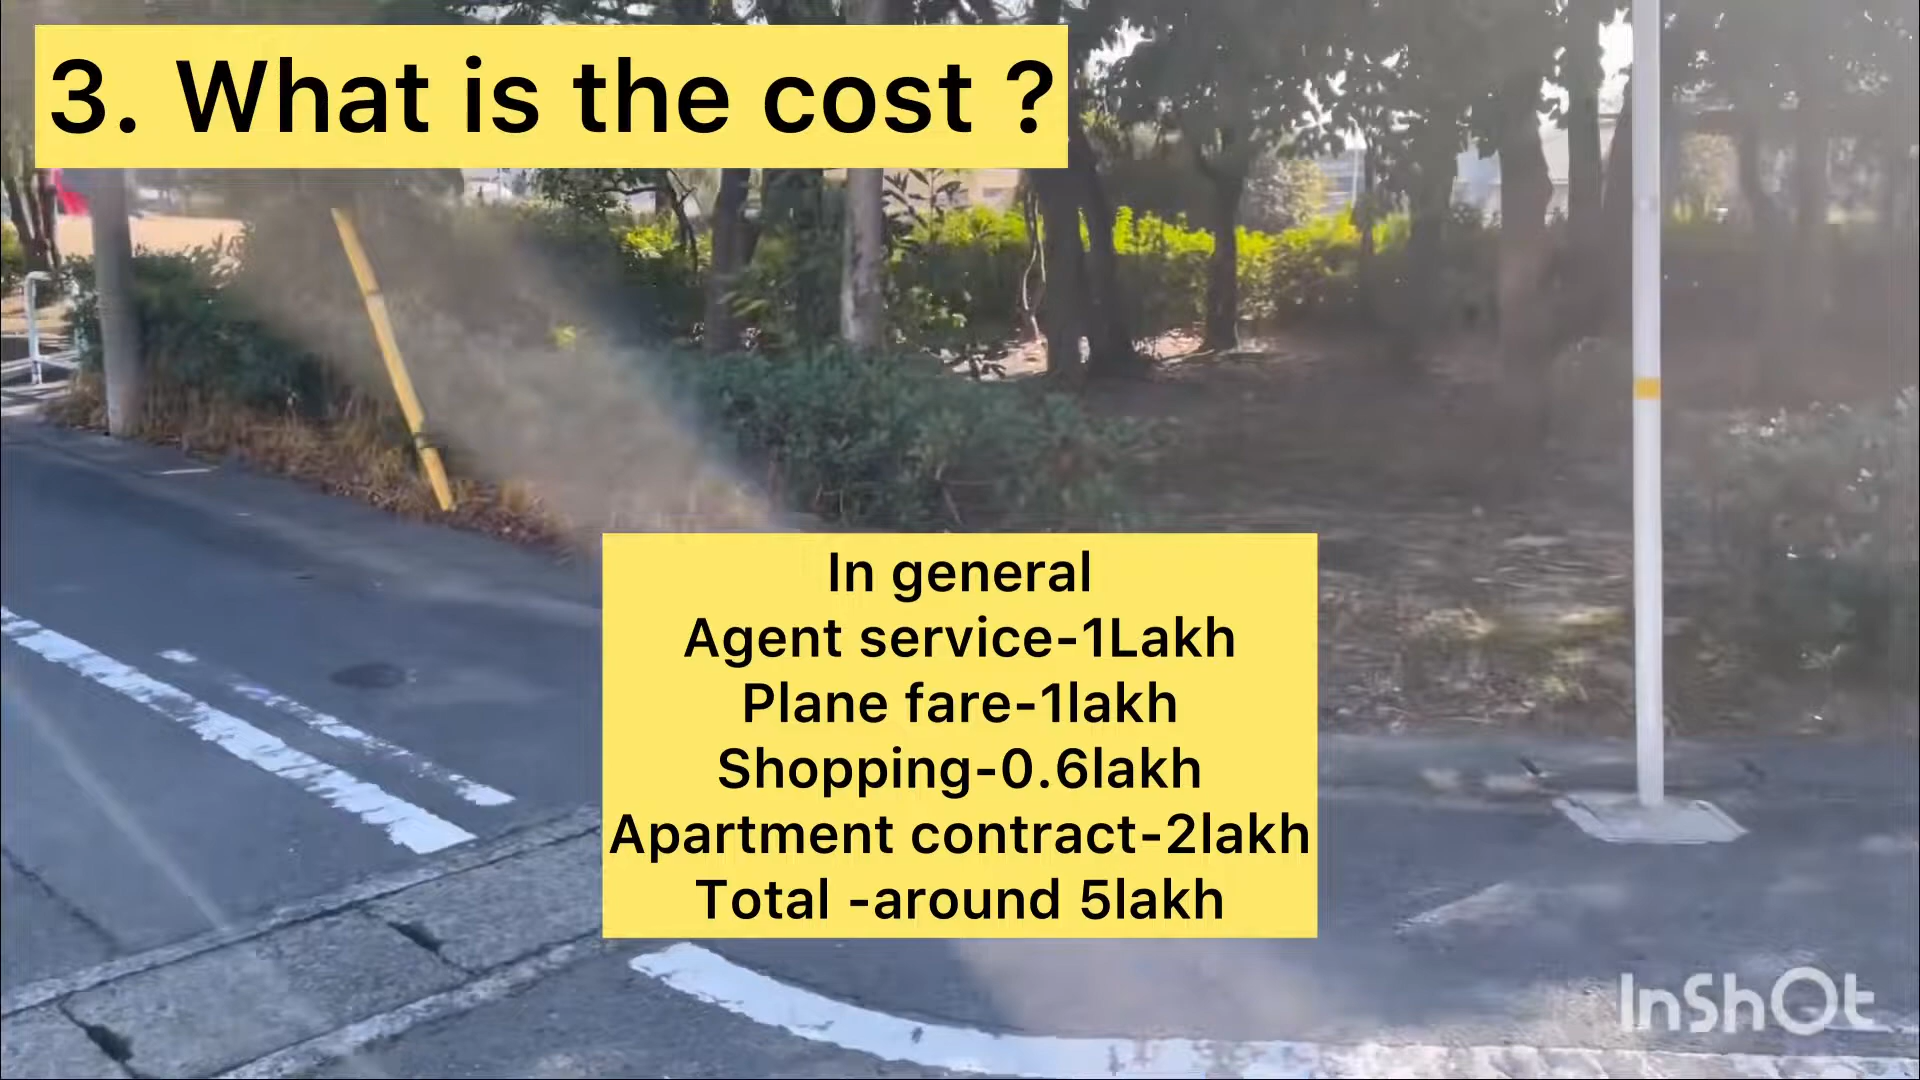 3. What is the cost ?
In general
Agent service-1Lakh
Plane fare-1lakh
Shopping-0.6lakh
Apartment contract-2lakh
Total -around 5lakh
InShOt